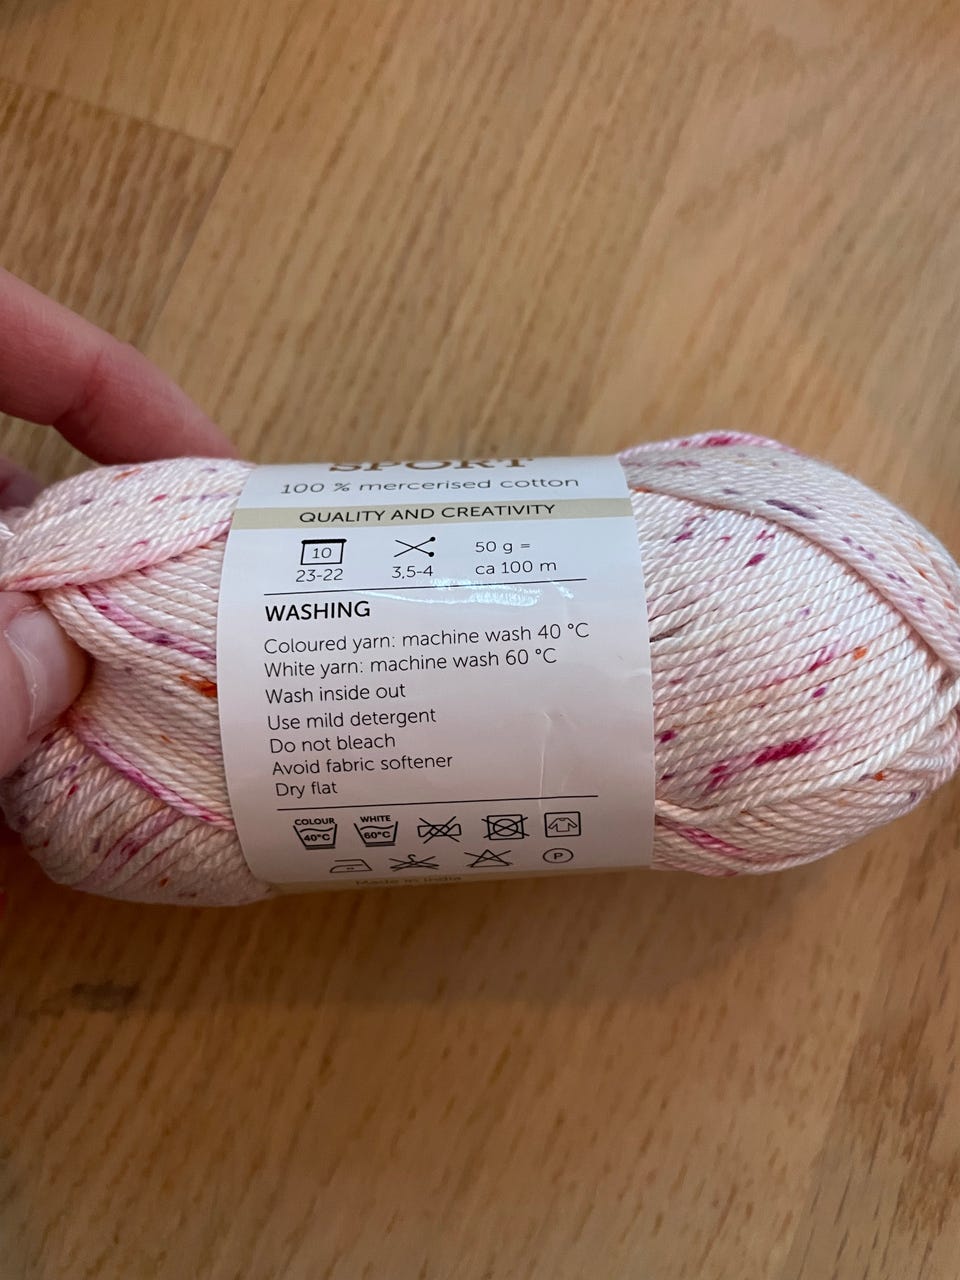 SPORT
100 % mercerised cotton
QUALITY AND CREATIVITY
10
23-22
3,5-4
50 g =
ca 100 m
WASHING
Coloured yarn: machine wash 40 °C
White yarn: machine wash 60 °C
Wash inside out
Use mild detergent
Do not bleach
Avoid fabric softener
Dry flat
COLOUR
40°C
WHITE
60°C
P
Made in India